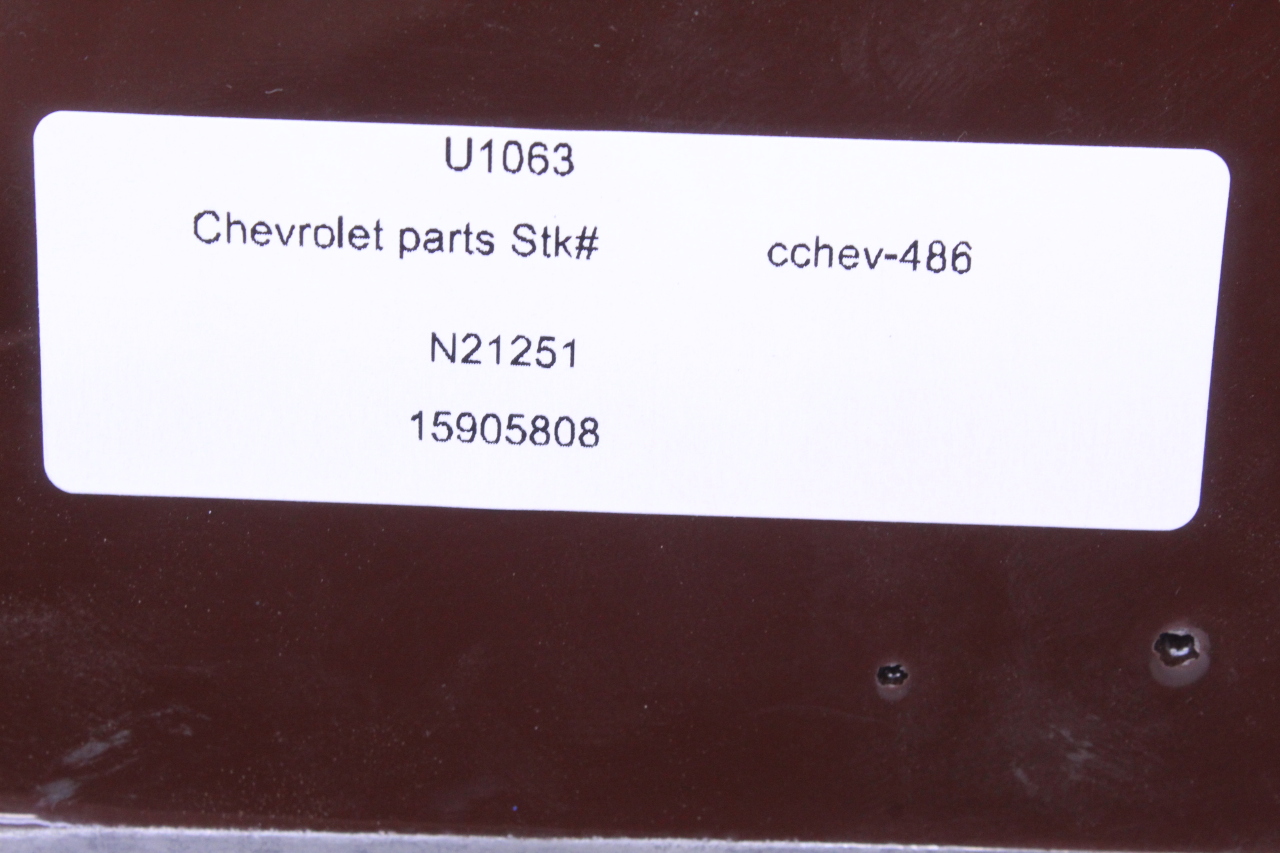 U1063
Chevrolet parts Stk# cchev-486
N21251
15905808